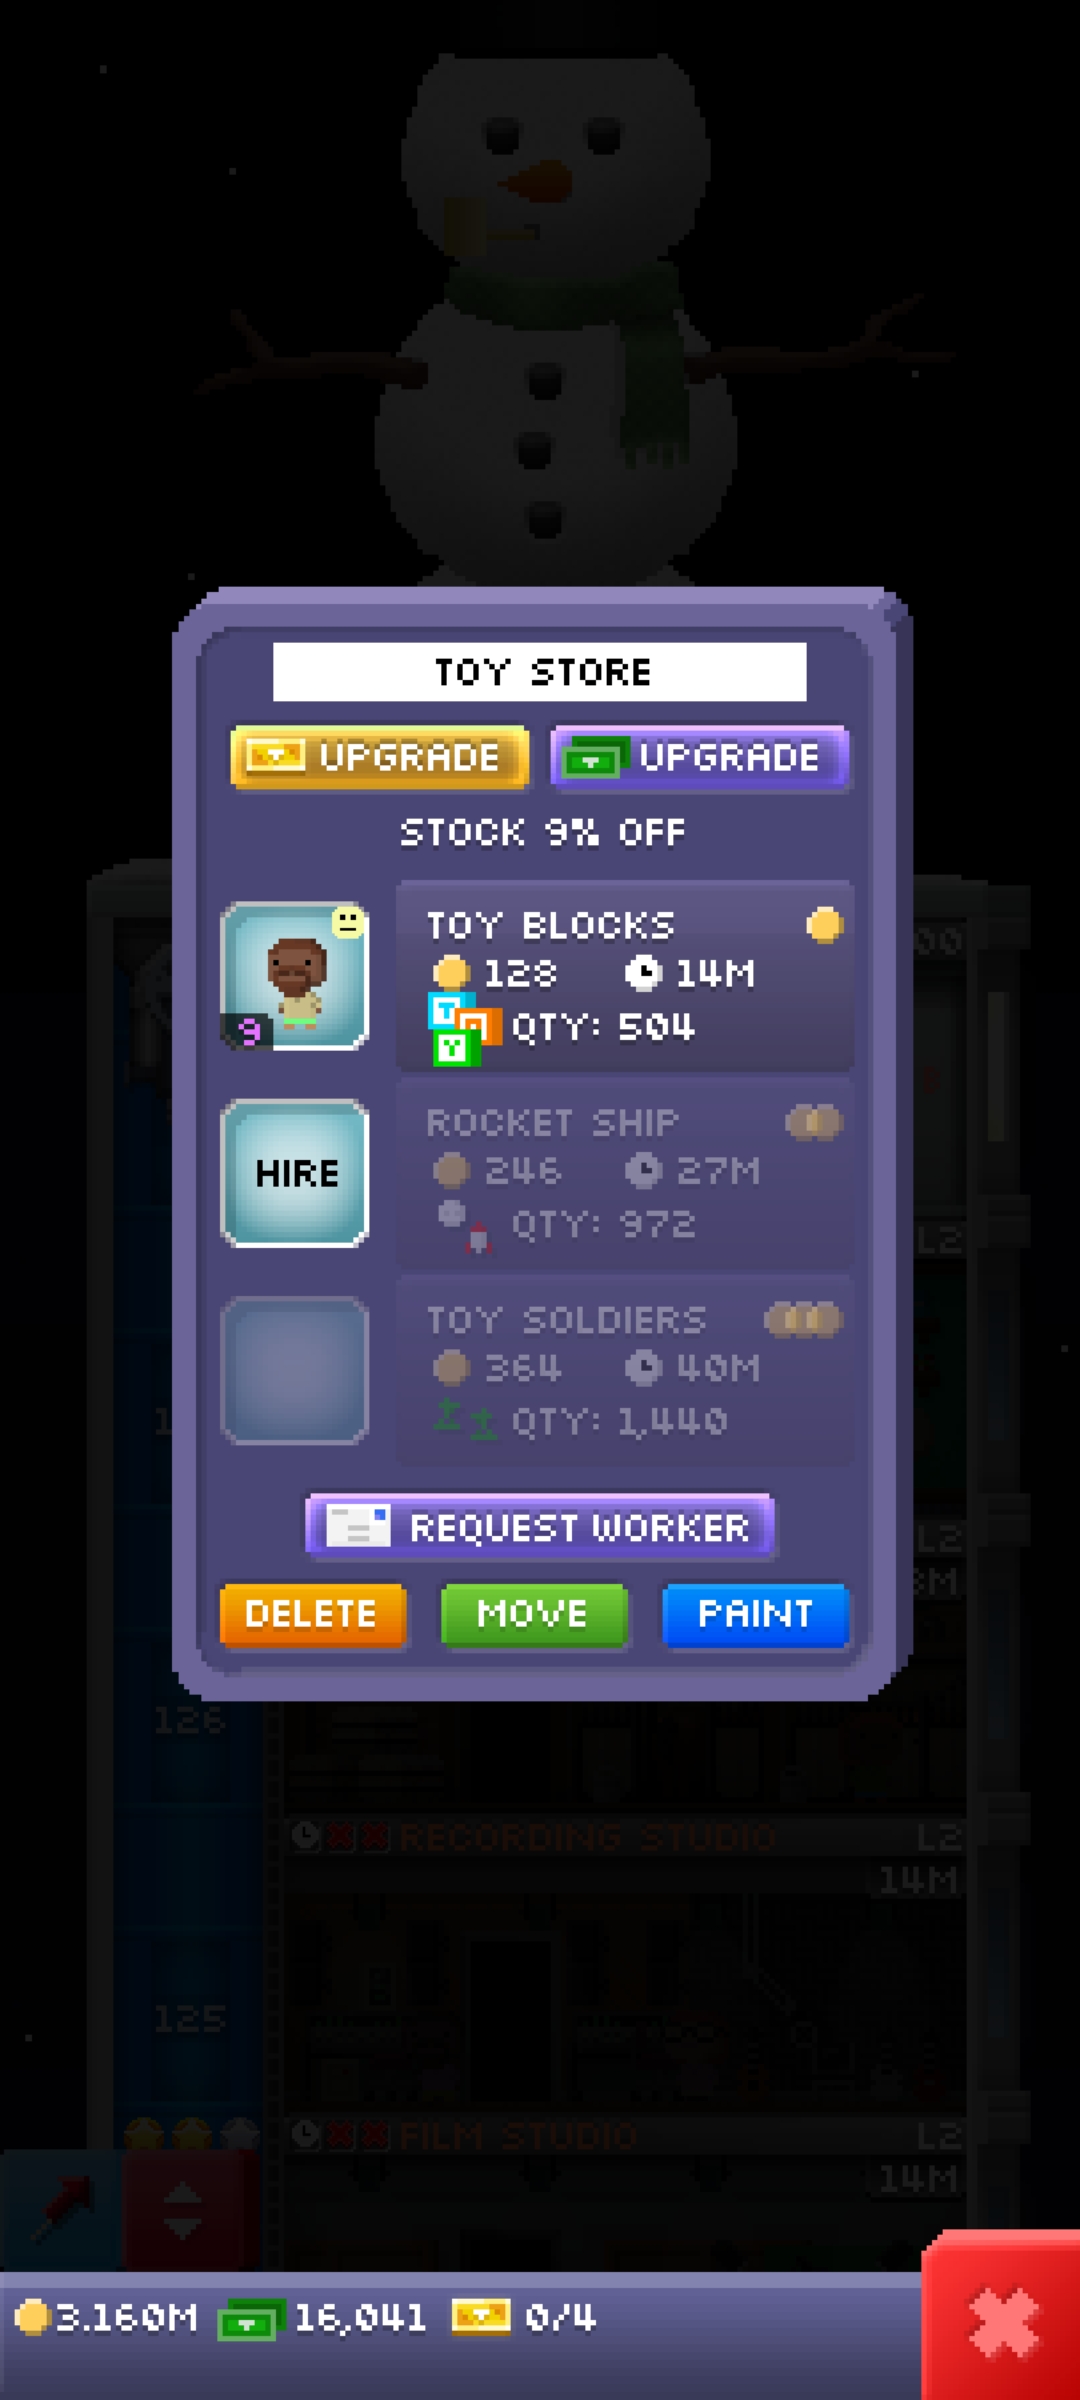 TOY STORE
UPGRADE UPGRADE
STOCK 9% OFF
TOY BLOCKS
128 14M
QTY: 504
9
ROCKET SHIP
246 27M
QTY: 972
HIRE
TOY SOLDIERS
364 40M
QTY: 1,440
REQUEST WORKER
DELETE MOVE PAINT
L2
L2
126
RECORDING STUDIO L2
14M
125
FILM STUDIO L2
14M
3.160M 16,041 0/4